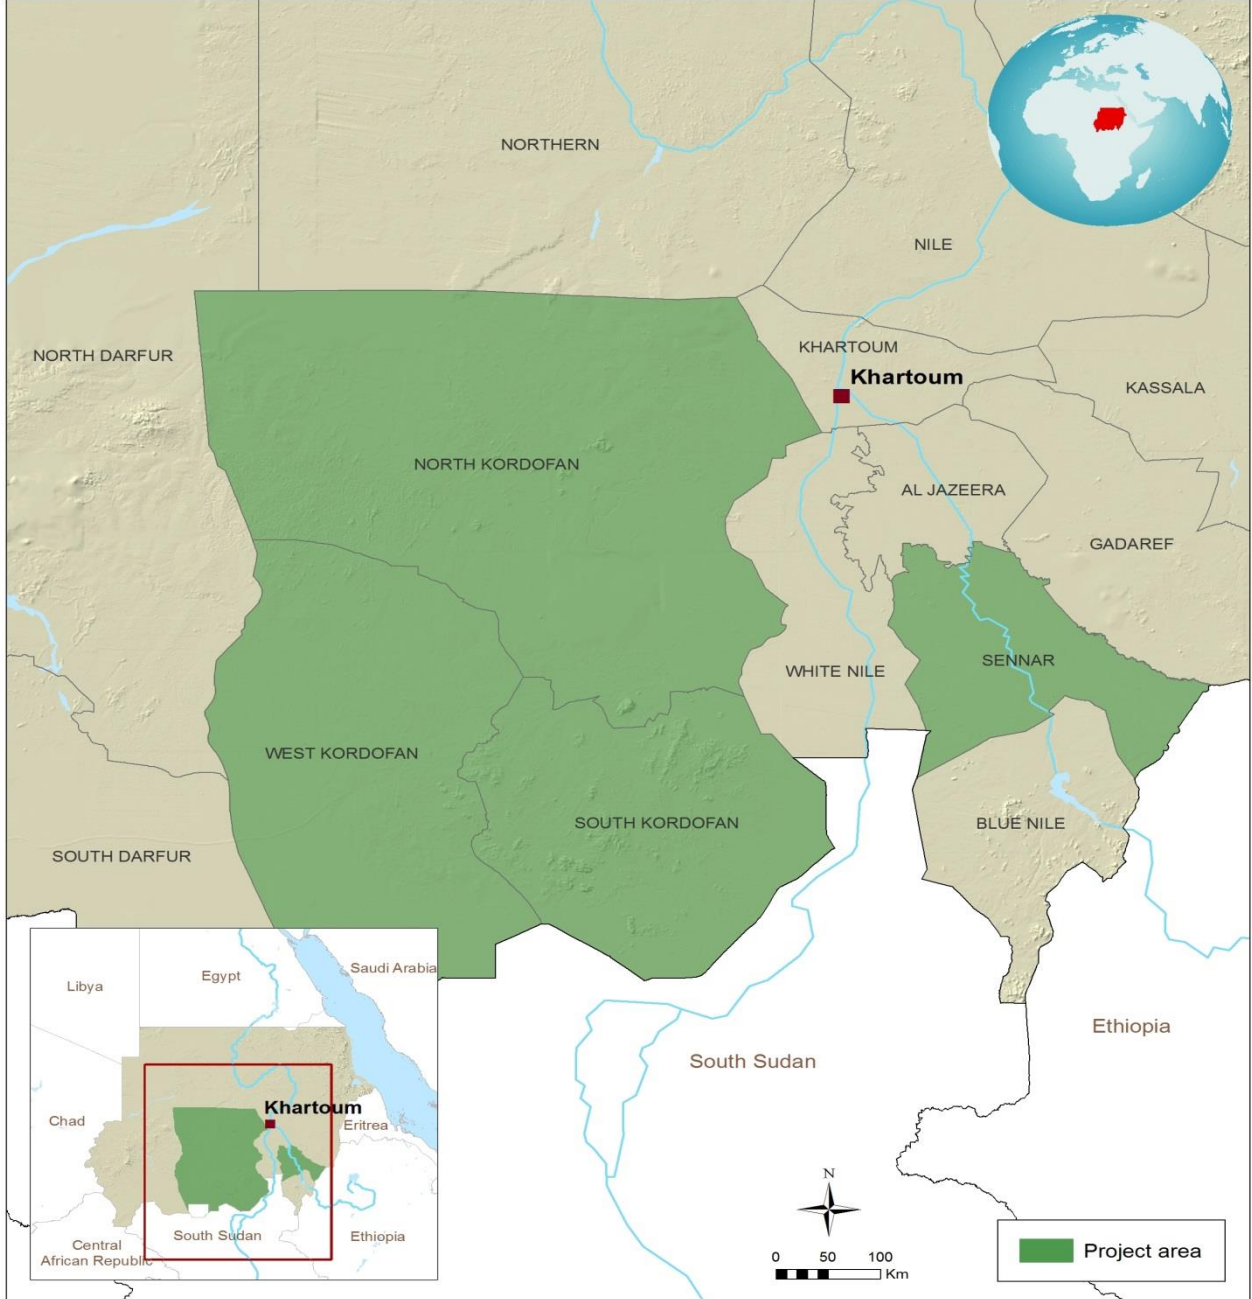 NORTHERN
NILE
NORTH DARFUR
KHARTOUM
Khartoum
KASSALA
NORTH KORDOFAN
AL JAZEERA
GADAREF
SENNAR
WHITE NILE
WEST KORDOFAN
SOUTH KORDOFAN
BLUE NILE
SOUTH DARFUR
Ethiopia
South Sudan
Libya
Egypt
Saudi Arabia
Khartoum
Chad
Eritrea
South Sudan
Ethiopia
Central
African Republic
N
0 50 100
Km
Project area